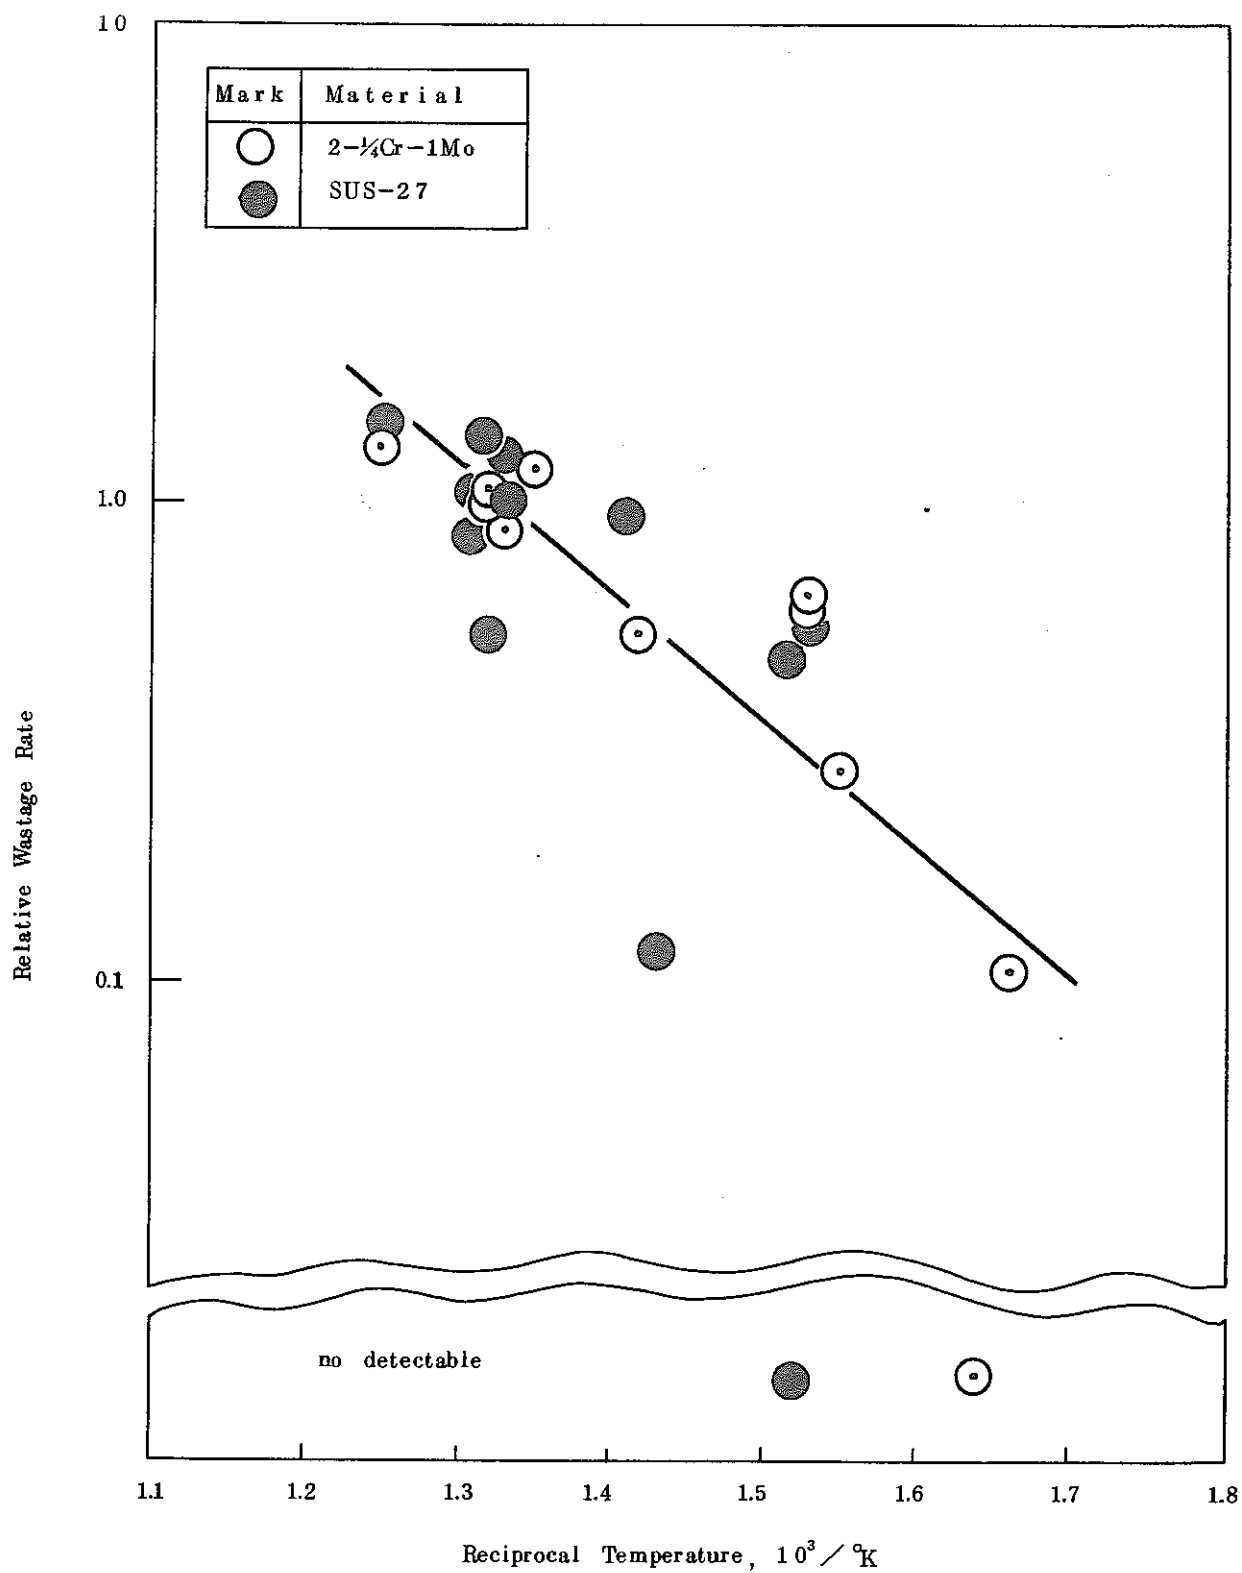 10
Mark Material
2-¼Cr-1Mo
SUS-27
1.0
0.1
Relative Wastage Rate
no detectable
1.1 1.2 1.3 1.4 1.5 1.6 1.7 1.8
Reciprocal Temperature, 10³/°K